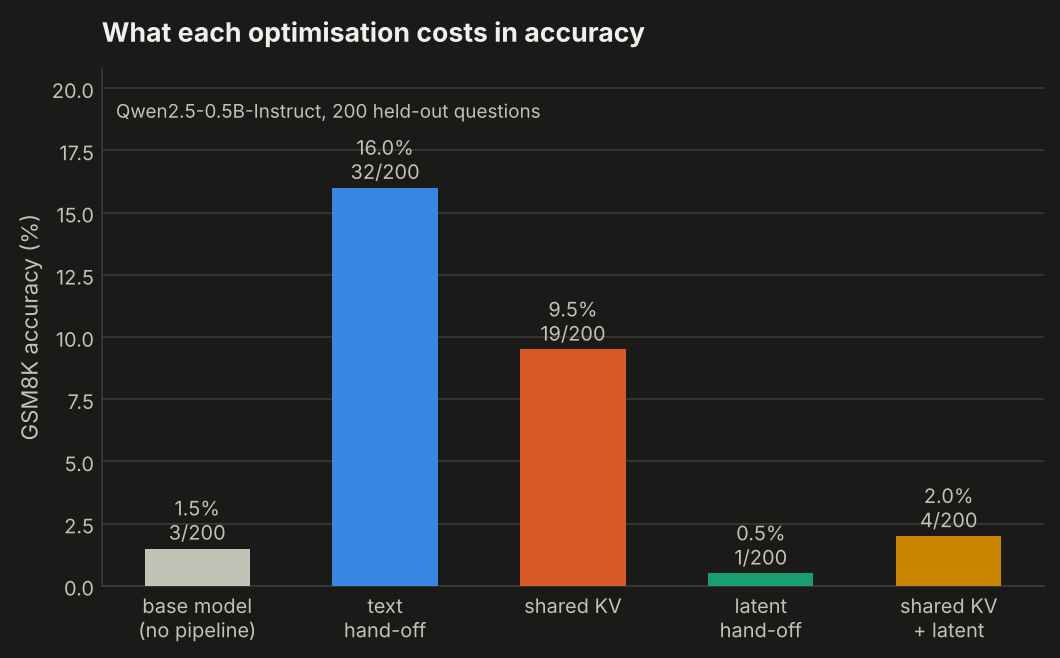 What each optimisation costs in accuracy
GSM8K accuracy (%)
20.0
17.5
15.0
12.5
10.0
7.5
5.0
2.5
0.0
Qwen2.5-0.5B-Instruct, 200 held-out questions
1.5%
3/200
16.0%
32/200
9.5%
19/200
0.5%
1/200
2.0%
4/200
base model
(no pipeline)
text
hand-off
shared KV
latent
hand-off
shared KV
+ latent